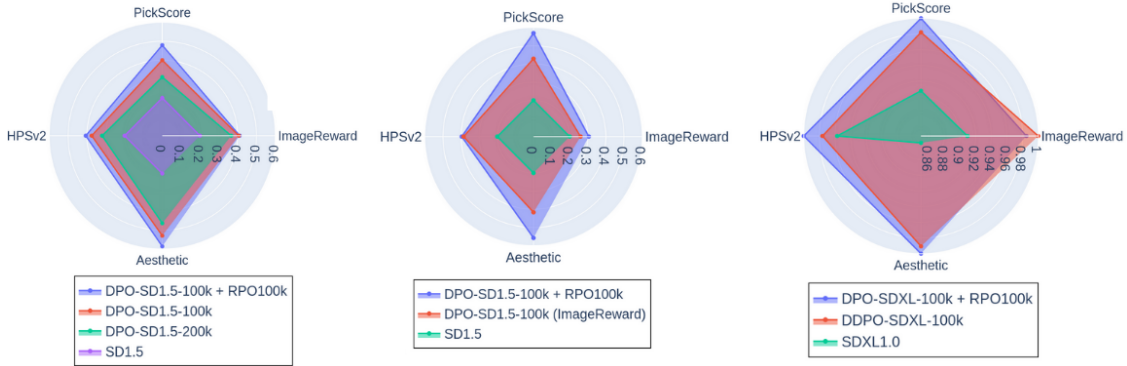 PickScore
HPSv2
ImageReward
0 0.1 0.2 0.3 0.4 0.5 0.6
Aesthetic
DPO-SD1.5-100k + RPO100k
DPO-SD1.5-100k
DPO-SD1.5-200k
SD1.5
PickScore
HPSv2
ImageReward
0 0.1 0.2 0.3 0.4 0.5 0.6
Aesthetic
DPO-SD1.5-100k + RPO100k
DPO-SD1.5-100k (ImageReward)
SD1.5
PickScore
HPSv2
ImageReward
0.86 0.88 0.9 0.92 0.94 0.96 0.98 1
Aesthetic
DPO-SDXL-100k + RPO100k
DDPO-SDXL-100k
SDXL1.0